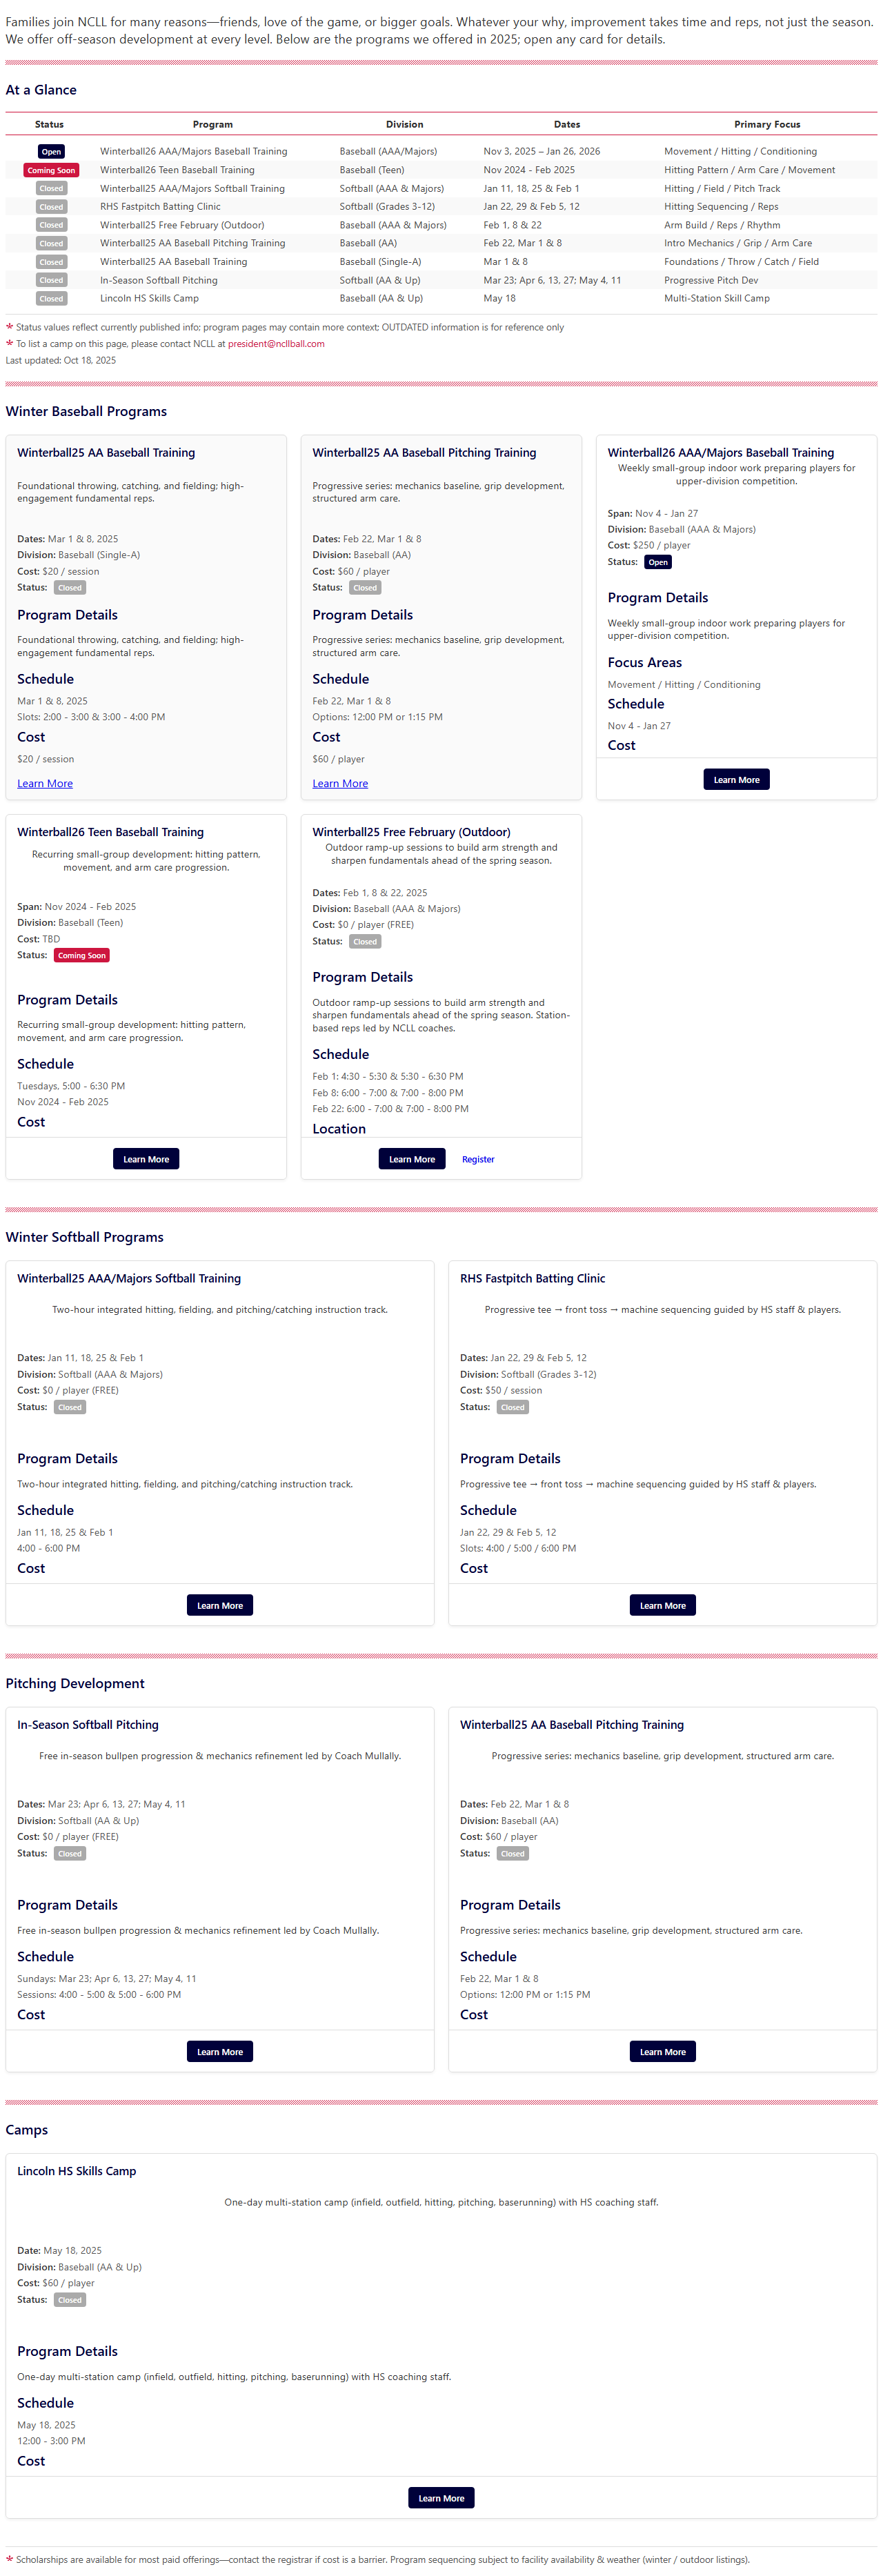 Families join NCLL for many reasons—friends, love of the game, or bigger goals. Whatever your why, improvement takes time and reps, not just the season.
We offer off-season development at every level. Below are the programs we offered in 2025; open any card for details.
At a Glance
Status Program Division Dates Primary Focus
Open Winterball26 AAA/Majors Baseball Training Baseball (AAA/Majors) Nov 3, 2025 – Jan 26, 2026 Movement / Hitting / Conditioning
Coming Soon Winterball26 Teen Baseball Training Baseball (Teen) Nov 2024 - Feb 2025 Hitting Pattern / Arm Care / Movement
Closed Winterball25 AAA/Majors Softball Training Softball (AAA & Majors) Jan 11, 18, 25 & Feb 1 Hitting / Field / Pitch Track
Closed RHS Fastpitch Batting Clinic Softball (Grades 3-12) Jan 22, 29 & Feb 5, 12 Hitting Sequencing / Reps
Closed Winterball25 Free February (Outdoor) Baseball (AAA & Majors) Feb 1, 8 & 22 Arm Build / Reps / Rhythm
Closed Winterball25 AA Baseball Pitching Training Baseball (AA) Feb 22, Mar 1 & 8 Intro Mechanics / Grip / Arm Care
Closed Winterball25 AA Baseball Training Baseball (Single-A) Mar 1 & 8 Foundations / Throw / Catch / Field
Closed In-Season Softball Pitching Softball (AA & Up) Mar 23; Apr 6, 13, 27; May 4, 11 Progressive Pitch Dev
Closed Lincoln HS Skills Camp Baseball (AA & Up) May 18 Multi-Station Skill Camp
* Status values reflect currently published info; program pages may contain more context; OUTDATED information is for reference only
* To list a camp on this page, please contact NCLL at president@ncllball.com
Last updated: Oct 18, 2025
Winter Baseball Programs
Winterball25 AA Baseball Training
Foundational throwing, catching, and fielding; high-
engagement fundamental reps.
Dates: Mar 1 & 8, 2025
Division: Baseball (Single-A)
Cost: $20 / session
Status: Closed
Program Details
Foundational throwing, catching, and fielding; high-
engagement fundamental reps.
Schedule
Mar 1 & 8, 2025
Slots: 2:00 - 3:00 & 3:00 - 4:00 PM
Cost
$20 / session
Learn More
Winterball25 AA Baseball Pitching Training
Progressive series: mechanics baseline, grip development,
structured arm care.
Dates: Feb 22, Mar 1 & 8
Division: Baseball (AA)
Cost: $60 / player
Status: Closed
Program Details
Progressive series: mechanics baseline, grip development,
structured arm care.
Schedule
Feb 22, Mar 1 & 8
Options: 12:00 PM or 1:15 PM
Cost
$60 / player
Learn More
Winterball26 AAA/Majors Baseball Training
Weekly small-group indoor work preparing players for
upper-division competition.
Span: Nov 4 - Jan 27
Division: Baseball (AAA & Majors)
Cost: $250 / player
Status: Open
Program Details
Weekly small-group indoor work preparing players for
upper-division competition.
Focus Areas
Movement / Hitting / Conditioning
Schedule
Nov 4 - Jan 27
Cost
Learn More
Winterball26 Teen Baseball Training
Recurring small-group development: hitting pattern,
movement, and arm care progression.
Span: Nov 2024 - Feb 2025
Division: Baseball (Teen)
Cost: TBD
Status: Coming Soon
Program Details
Recurring small-group development: hitting pattern,
movement, and arm care progression.
Schedule
Tuesdays, 5:00 - 6:30 PM
Nov 2024 - Feb 2025
Cost
Learn More
Winterball25 Free February (Outdoor)
Outdoor ramp-up sessions to build arm strength and
sharpen fundamentals ahead of the spring season.
Dates: Feb 1, 8 & 22, 2025
Division: Baseball (AAA & Majors)
Cost: $0 / player (FREE)
Status: Closed
Program Details
Outdoor ramp-up sessions to build arm strength and
sharpen fundamentals ahead of the spring season. Station-
based reps led by NCLL coaches.
Schedule
Feb 1: 4:30 - 5:30 & 5:30 - 6:30 PM
Feb 8: 6:00 - 7:00 & 7:00 - 8:00 PM
Feb 22: 6:00 - 7:00 & 7:00 - 8:00 PM
Location
Learn More Register
Winter Softball Programs
Winterball25 AAA/Majors Softball Training
Two-hour integrated hitting, fielding, and pitching/catching instruction track.
Dates: Jan 11, 18, 25 & Feb 1
Division: Softball (AAA & Majors)
Cost: $0 / player (FREE)
Status: Closed
Program Details
Two-hour integrated hitting, fielding, and pitching/catching instruction track.
Schedule
Jan 11, 18, 25 & Feb 1
4:00 - 6:00 PM
Cost
Learn More
RHS Fastpitch Batting Clinic
Progressive tee → front toss → machine sequencing guided by HS staff & players.
Dates: Jan 22, 29 & Feb 5, 12
Division: Softball (Grades 3-12)
Cost: $50 / session
Status: Closed
Program Details
Progressive tee → front toss → machine sequencing guided by HS staff & players.
Schedule
Jan 22, 29 & Feb 5, 12
Slots: 4:00 / 5:00 / 6:00 PM
Cost
Learn More
Pitching Development
In-Season Softball Pitching
Free in-season bullpen progression & mechanics refinement led by Coach Mullally.
Dates: Mar 23; Apr 6, 13, 27; May 4, 11
Division: Softball (AA & Up)
Cost: $0 / player (FREE)
Status: Closed
Program Details
Free in-season bullpen progression & mechanics refinement led by Coach Mullally.
Schedule
Sundays: Mar 23; Apr 6, 13, 27; May 4, 11
Sessions: 4:00 - 5:00 & 5:00 - 6:00 PM
Cost
Learn More
Winterball25 AA Baseball Pitching Training
Progressive series: mechanics baseline, grip development, structured arm care.
Dates: Feb 22, Mar 1 & 8
Division: Baseball (AA)
Cost: $60 / player
Status: Closed
Program Details
Progressive series: mechanics baseline, grip development, structured arm care.
Schedule
Feb 22, Mar 1 & 8
Options: 12:00 PM or 1:15 PM
Cost
Learn More
Camps
Lincoln HS Skills Camp
One-day multi-station camp (infield, outfield, hitting, pitching, baserunning) with HS coaching staff.
Date: May 18, 2025
Division: Baseball (AA & Up)
Cost: $60 / player
Status: Closed
Program Details
One-day multi-station camp (infield, outfield, hitting, pitching, baserunning) with HS coaching staff.
Schedule
May 18, 2025
12:00 - 3:00 PM
Cost
Learn More
* Scholarships are available for most paid offerings—contact the registrar if cost is a barrier. Program sequencing subject to facility availability & weather (winter / outdoor listings).